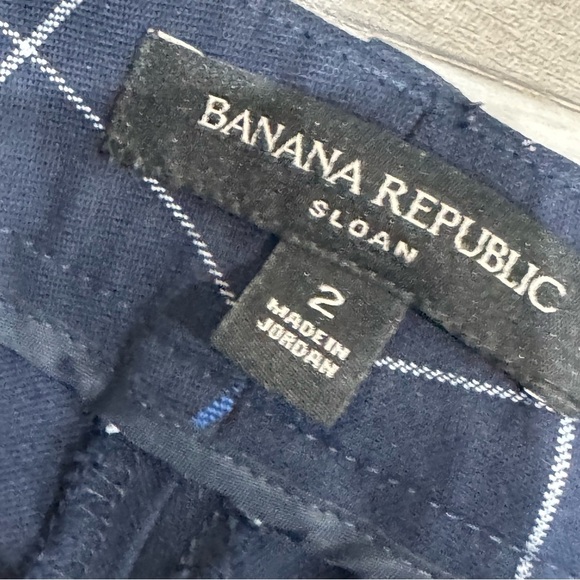 BANANA REPUBLIC
SLOAN
2
MADE IN
JORDAN